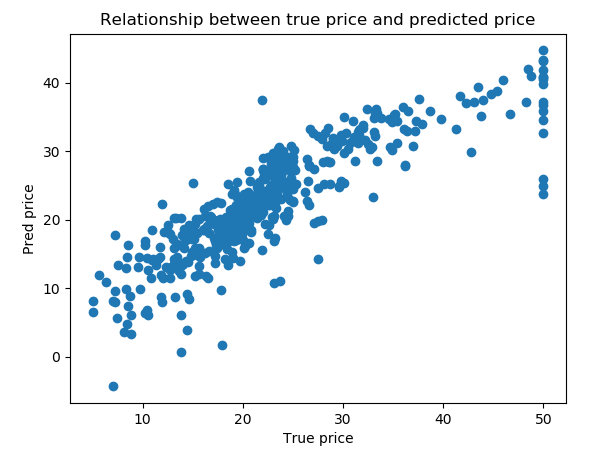 Relationship between true price and predicted price
40
30
20
10
0
Pred price
10 20 30 40 50
True price